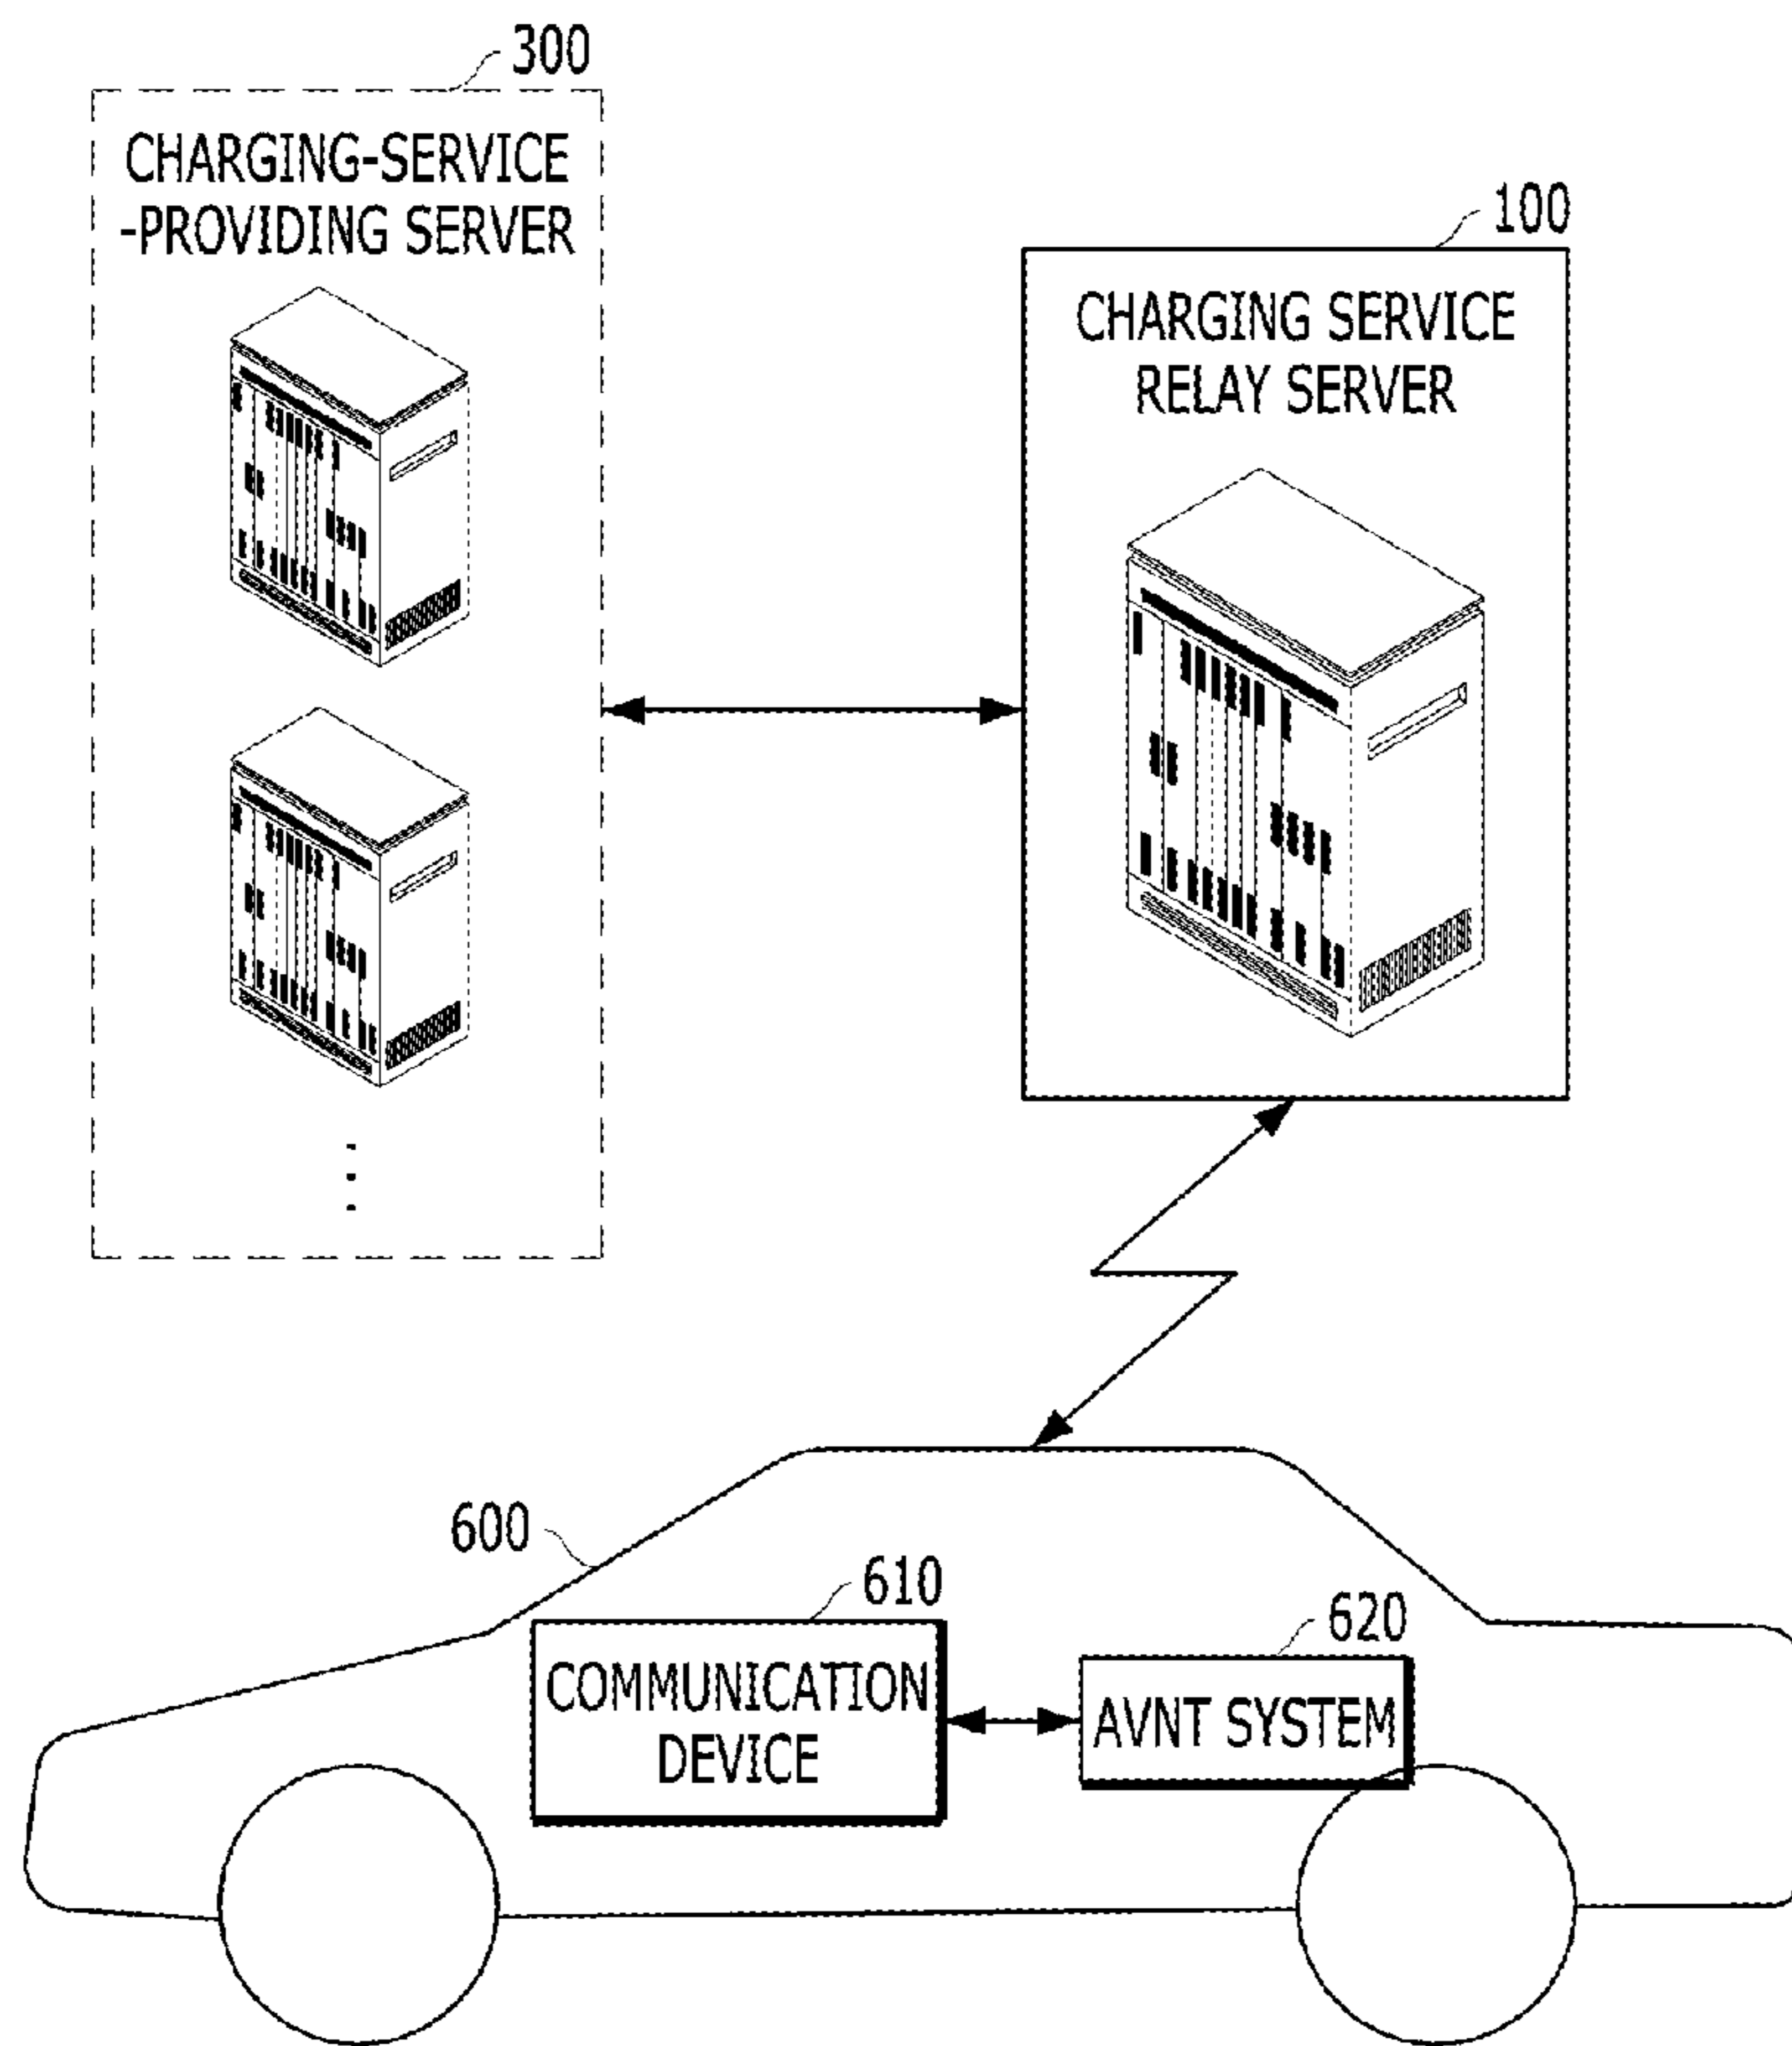 300
CHARGING-SERVICE
-PROVIDING SERVER
100
CHARGING SERVICE
RELAY SERVER
600
610
COMMUNICATION
DEVICE
620
AVNT SYSTEM